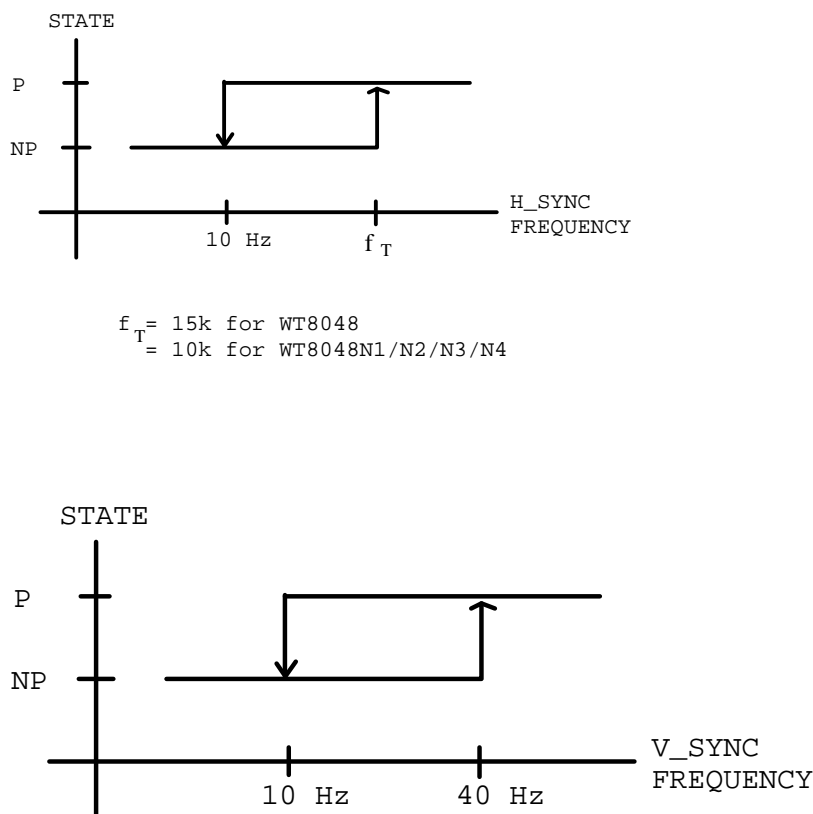 STATE
P
NP
10 Hz
f T
H_SYNC
FREQUENCY
f T = 15k for WT8048
= 10k for WT8048N1/N2/N3/N4
STATE
P
NP
10 Hz
40 Hz
V_SYNC
FREQUENCY